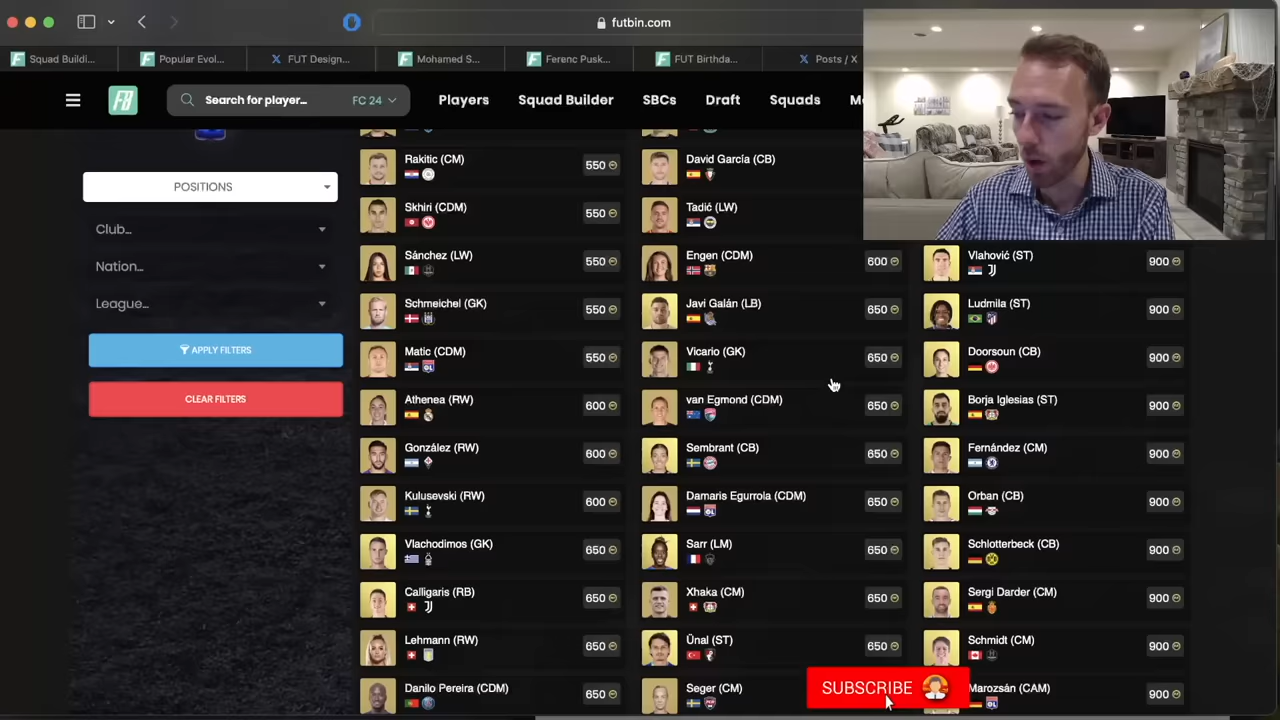 futbin.com
Squad Buildi...
Popular Evol...
FUT Design...
Mohamed S...
Ferenc Pusk...
FUT Birthda...
Posts / X
Search for player...
FC 24
Players
Squad Builder
SBCs
Draft
Squads
POSITIONS
Club...
Nation...
League...
APPLY FILTERS
CLEAR FILTERS
Rakitic (CM)
550
Skhiri (CDM)
550
Sánchez (LW)
550
Schmeichel (GK)
550
Matic (CDM)
550
Athenea (RW)
600
González (RW)
600
Kulusevski (RW)
600
Vlachodimos (GK)
650
Calligaris (RB)
650
Lehmann (RW)
650
Danilo Pereira (CDM)
650
David García (CB)
Tadić (LW)
Engen (CDM)
600
Javi Galán (LB)
650
Vicario (GK)
650
van Egmond (CDM)
650
Sembrant (CB)
650
Damaris Egurrola (CDM)
650
Sarr (LM)
650
Xhaka (CM)
650
Ünal (ST)
650
Seger (CM)
Vlahović (ST)
900
Ludmila (ST)
900
Doorsoun (CB)
900
Borja Iglesias (ST)
900
Fernández (CM)
900
Orban (CB)
900
Schlotterbeck (CB)
900
Sergi Darder (CM)
900
Schmidt (CM)
900
Marozsán (CAM)
900
SUBSCRIBE